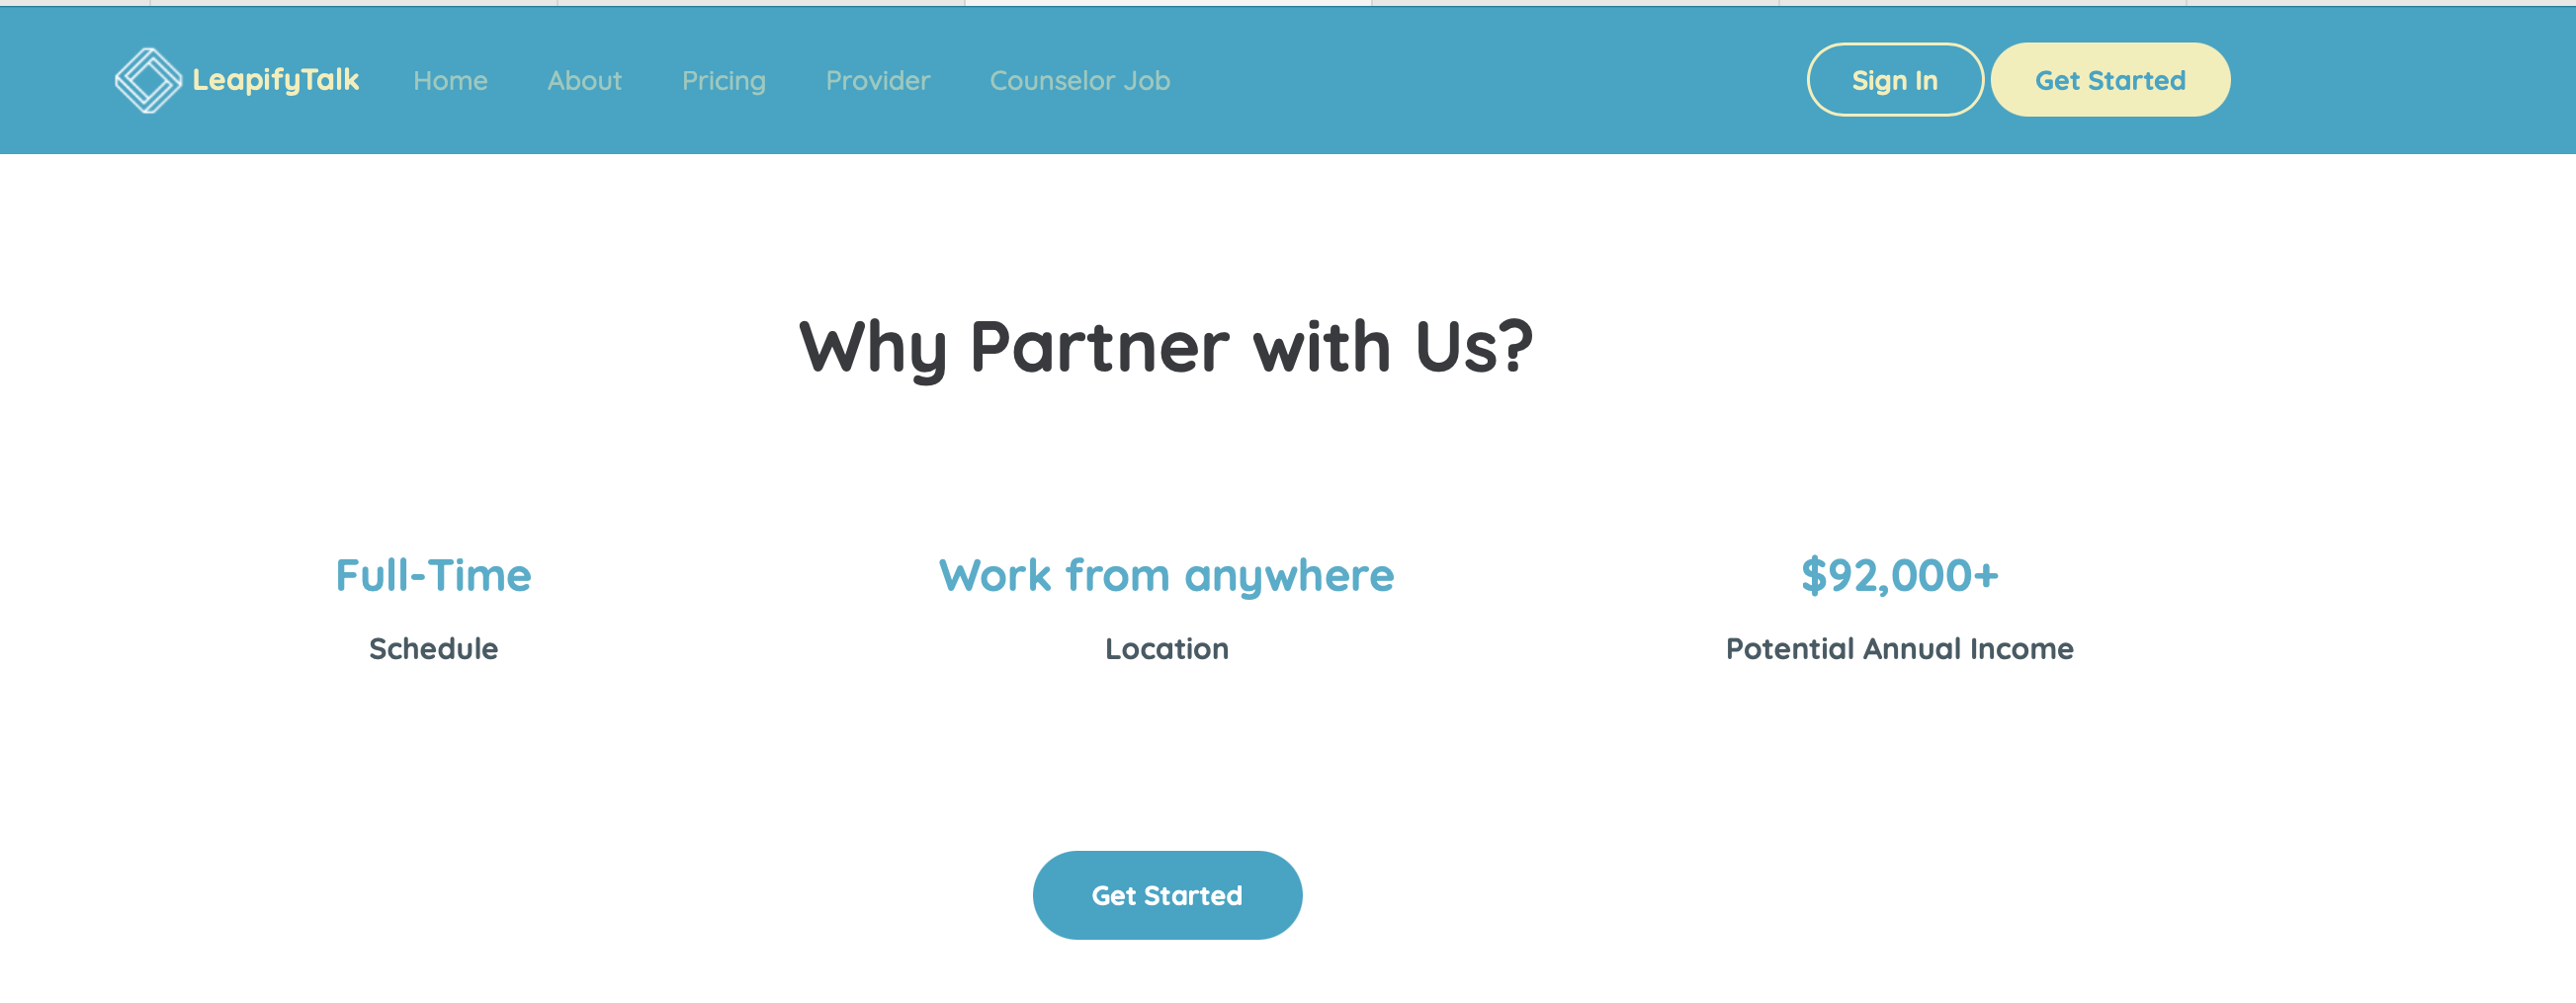 LeapifyTalk Home About Pricing Provider Counselor Job Sign In Get Started
Why Partner with Us?
Full-Time Work from anywhere $92,000+
Schedule Location Potential Annual Income
Get Started